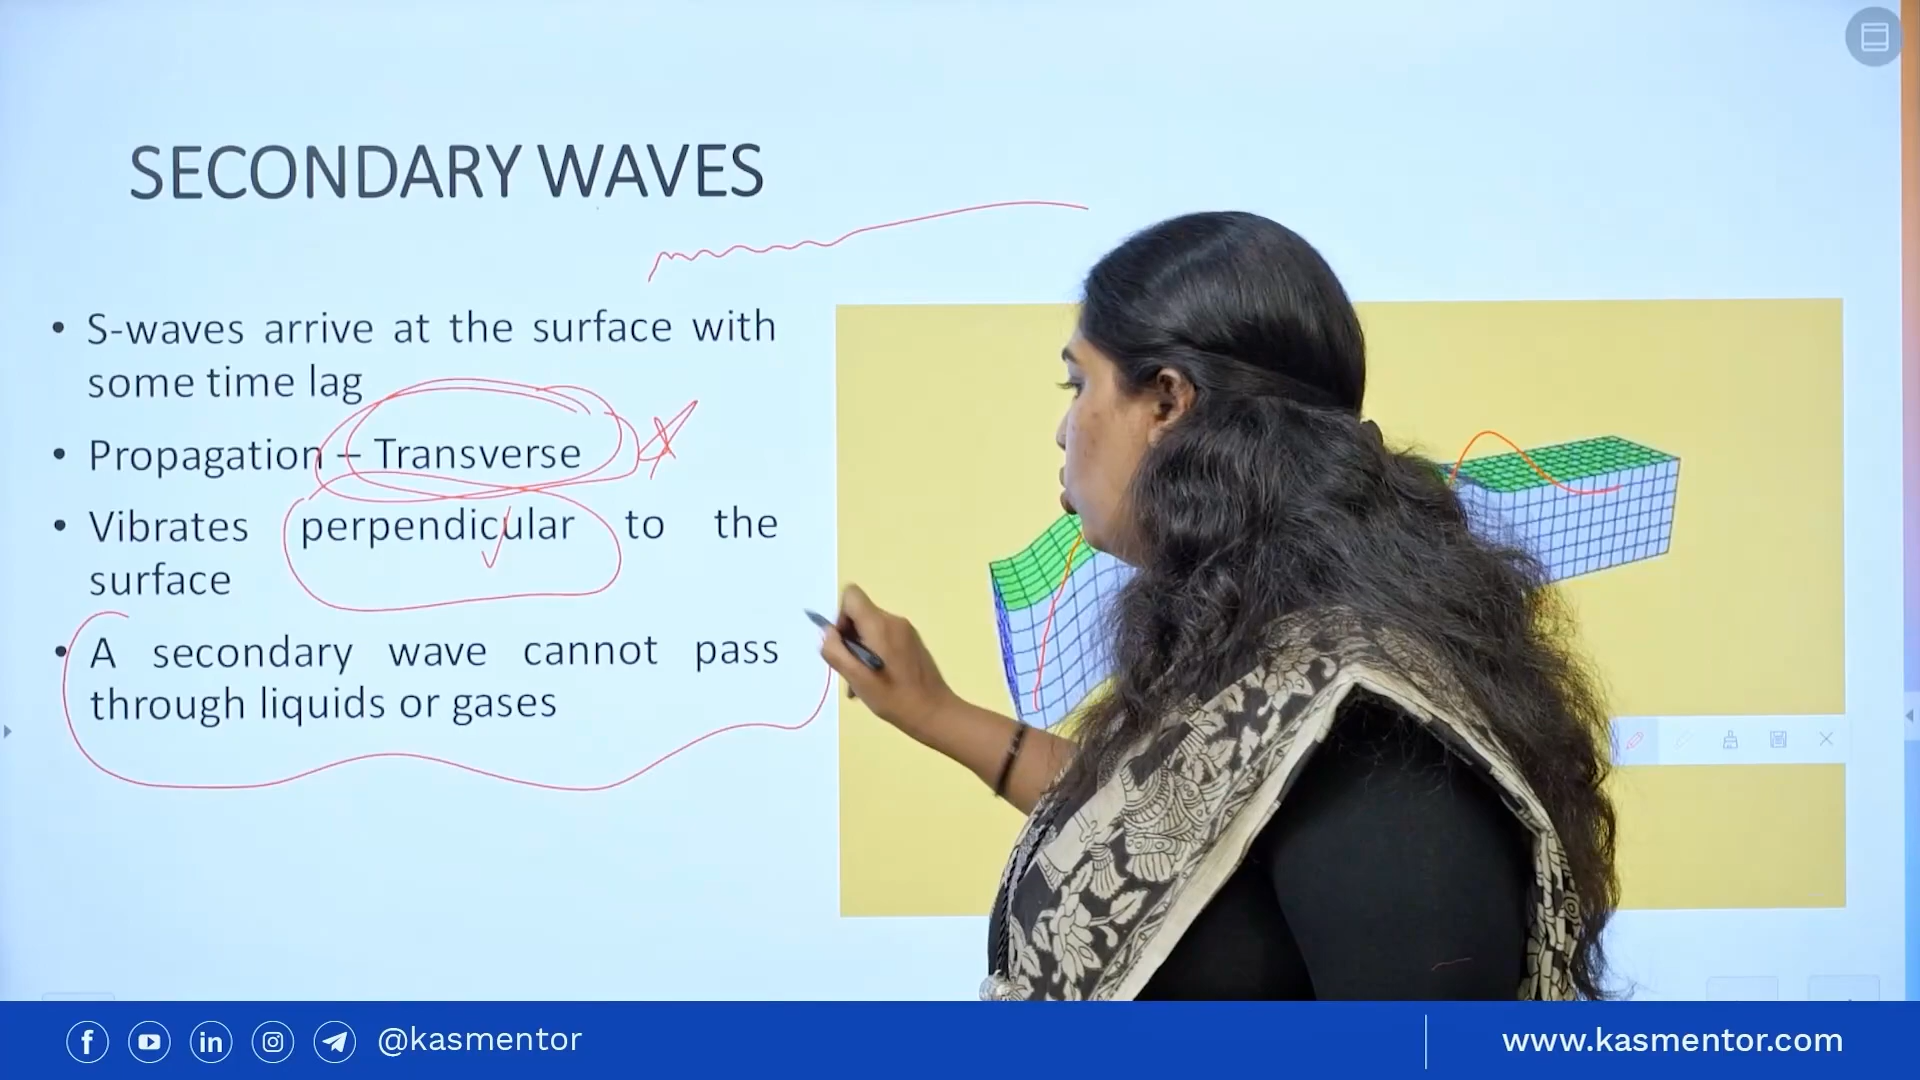 SECONDARY WAVES
• S-waves arrive at the surface with
some time lag
• Propagation – Transverse
• Vibrates perpendicular to the
surface
• A secondary wave cannot pass
through liquids or gases
@kasmentor
www.kasmentor.com